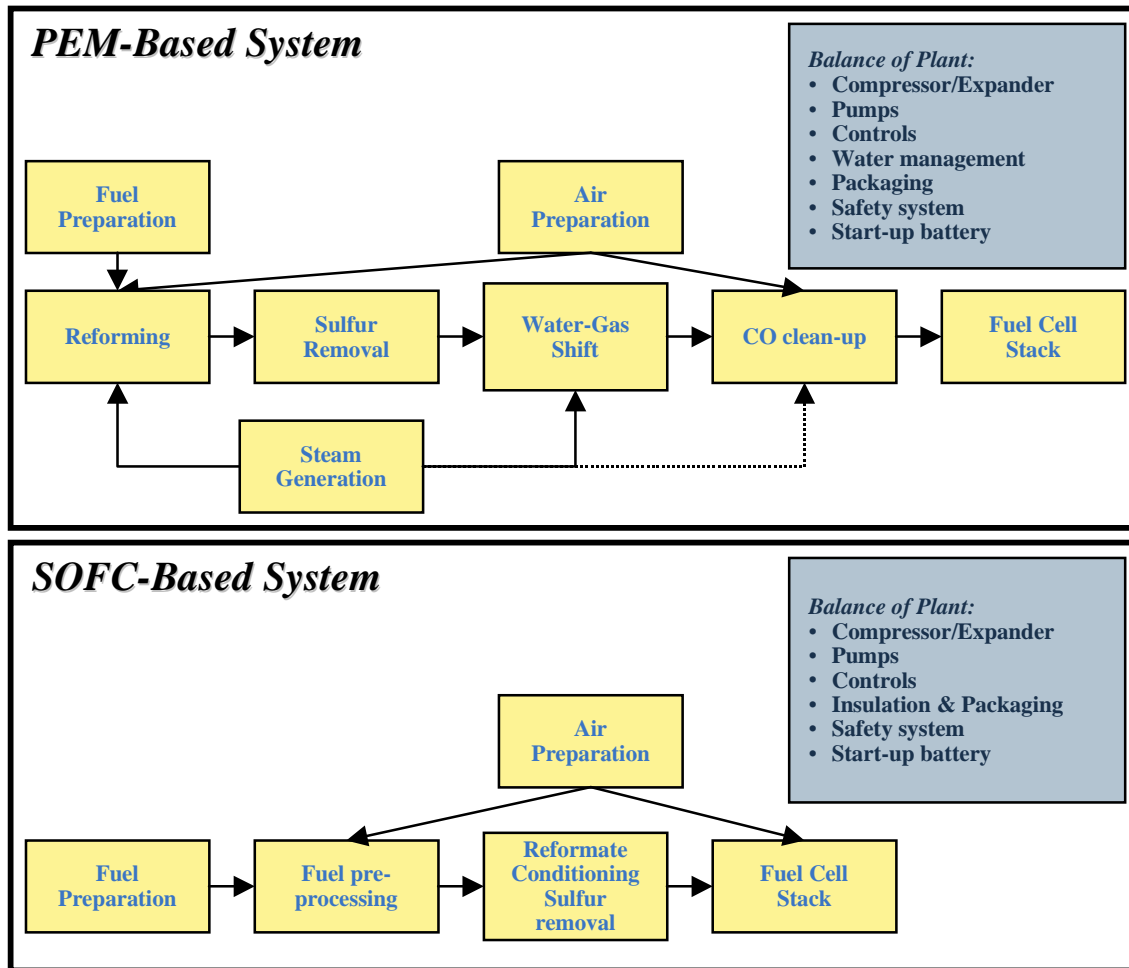 PEM-Based System
Balance of Plant:
• Compressor/Expander
• Pumps
• Controls
• Water management
• Packaging
• Safety system
• Start-up battery
Fuel
Preparation
Air
Preparation
Reforming
Sulfur
Removal
Water-Gas
Shift
CO clean-up
Fuel Cell
Stack
Steam
Generation
SOFC-Based System
Balance of Plant:
• Compressor/Expander
• Pumps
• Controls
• Insulation & Packaging
• Safety system
• Start-up battery
Air
Preparation
Fuel
Preparation
Fuel pre-
processing
Reformate
Conditioning
Sulfur
removal
Fuel Cell
Stack